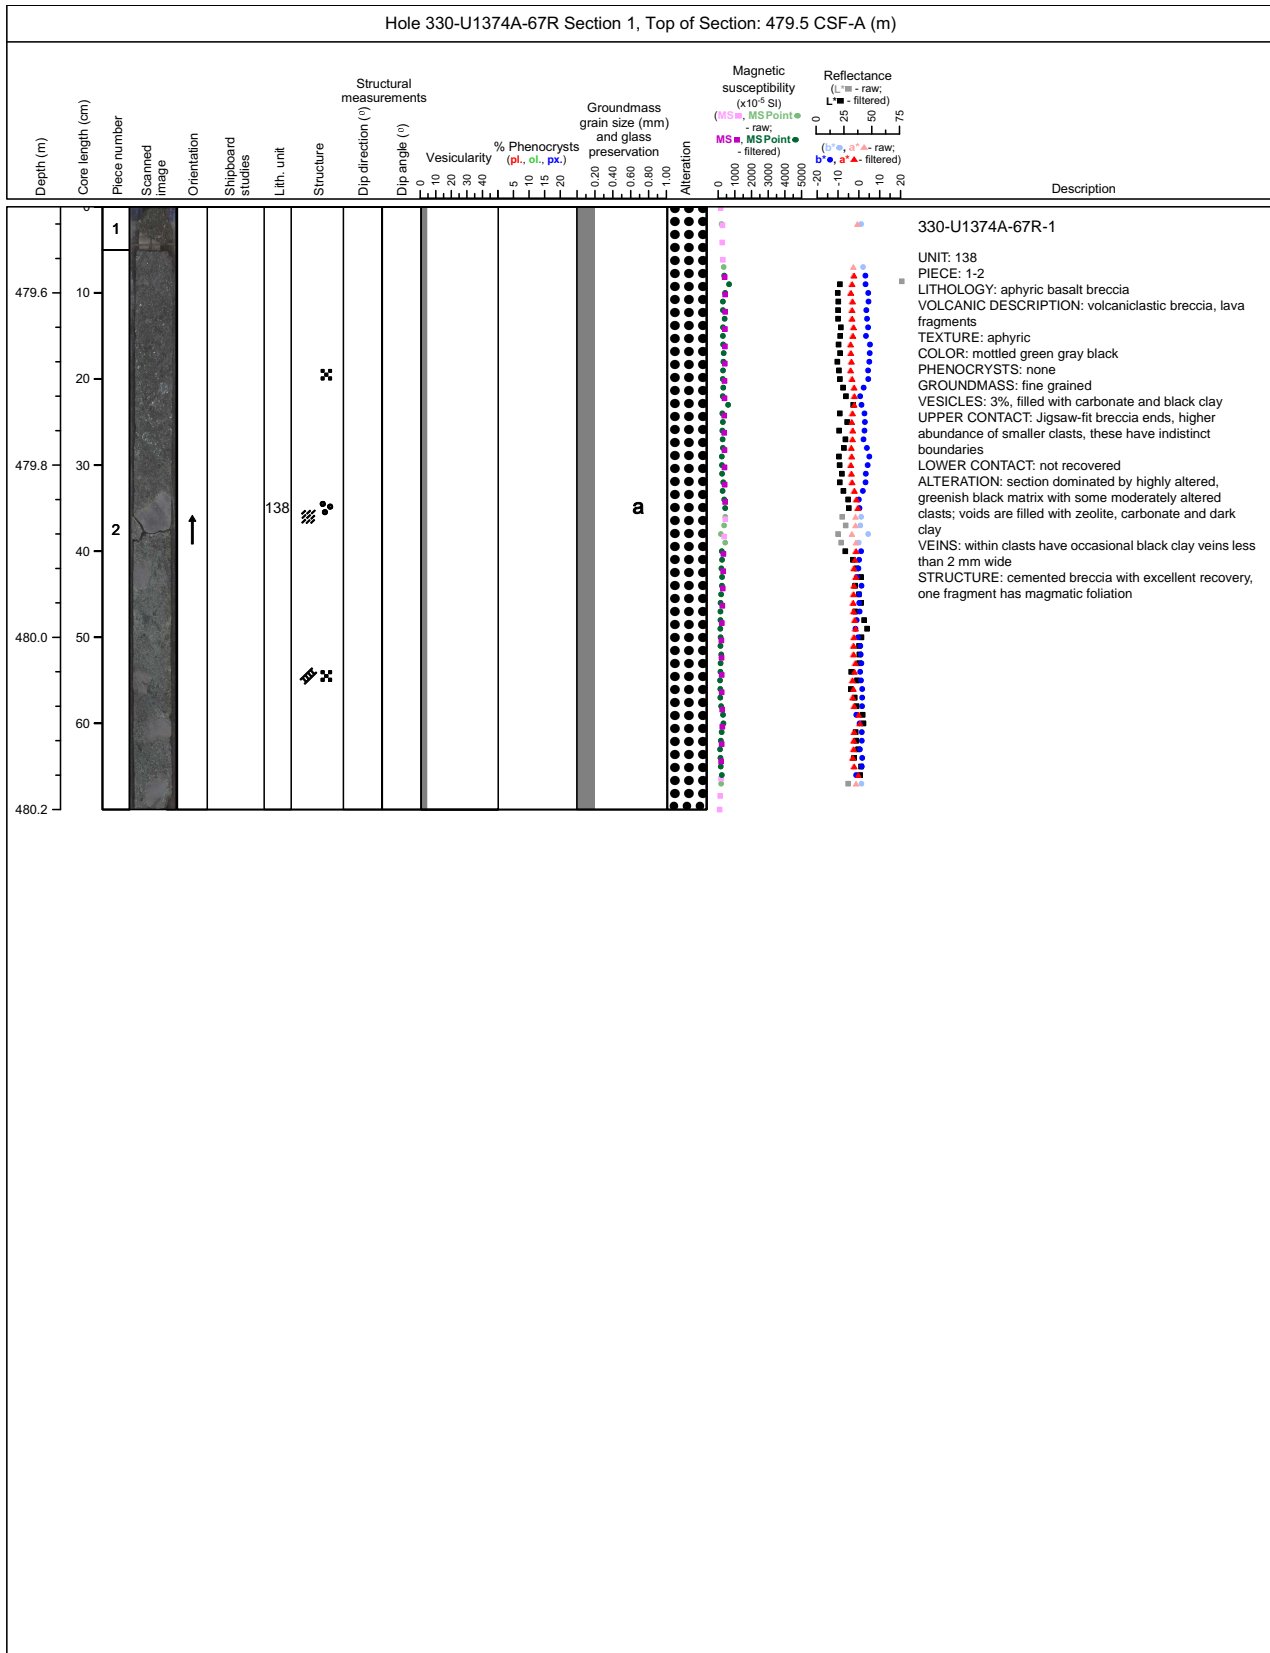 Hole 330-U1374A-67R Section 1, Top of Section: 479.5 CSF-A (m)
Depth (m)
Core length (cm)
Piece number
Scanned
image
Orientation
Shipboard
studies
Lith. unit
Structure
Structural
measurements
Dip direction (⁰)
Dip angle (⁰)
Vesicularity
0 10 20 30 40
% Phenocrysts
(pl., ol., px.)
5 10 15 20
Groundmass
grain size (mm)
and glass
preservation
0.20 0.40 0.60 0.80 1.00
Alteration
Magnetic
susceptibility
(x10⁻⁵ SI)
(MS■, MSPoint●
- raw;
MS■, MSPoint●
- filtered)
0 1000 2000 3000 4000 5000
Reflectance
(L*■ - raw;
L*■ - filtered)
0 25 50 75
(b*●, a*▲- raw;
b*●, a*▲- filtered)
-20 -10 0 10 20
Description
479.6
479.8
480.0
480.2
10
20
30
40
50
60
1
2
138
a
330-U1374A-67R-1
UNIT: 138
PIECE: 1-2
LITHOLOGY: aphyric basalt breccia
VOLCANIC DESCRIPTION: volcaniclastic breccia, lava
fragments
TEXTURE: aphyric
COLOR: mottled green gray black
PHENOCRYSTS: none
GROUNDMASS: fine grained
VESICLES: 3%, filled with carbonate and black clay
UPPER CONTACT: Jigsaw-fit breccia ends, higher
abundance of smaller clasts, these have indistinct
boundaries
LOWER CONTACT: not recovered
ALTERATION: section dominated by highly altered,
greenish black matrix with some moderately altered
clasts; voids are filled with zeolite, carbonate and dark
clay
VEINS: within clasts have occasional black clay veins less
than 2 mm wide
STRUCTURE: cemented breccia with excellent recovery,
one fragment has magmatic foliation